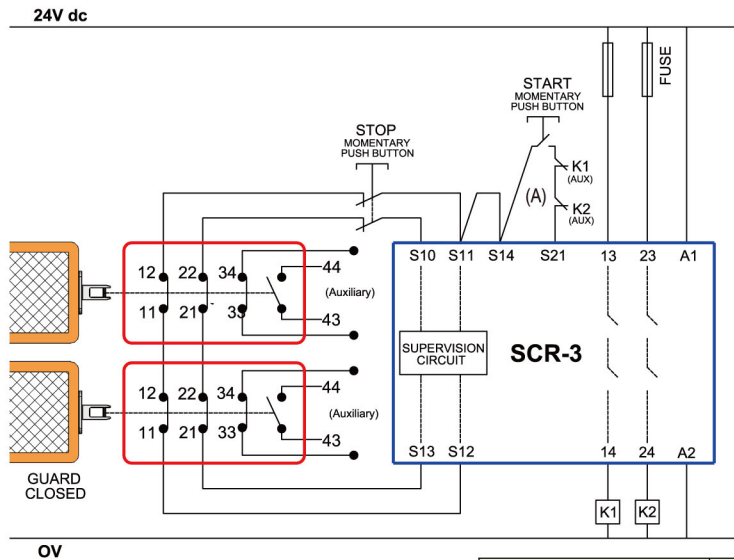 24V dc
FUSE
START
MOMENTARY
PUSH BUTTON
STOP
MOMENTARY
PUSH BUTTON
K1
(AUX)
(A)
K2
(AUX)
S10 S11 S14 S21 13 23 A1
12 22 34 44
(Auxiliary)
11 21 33 43
SUPERVISION
CIRCUIT
SCR-3
12 22 34 44
(Auxiliary)
11 21 33 43
S13 S12 14 24 A2
GUARD
CLOSED
K1 K2
OV